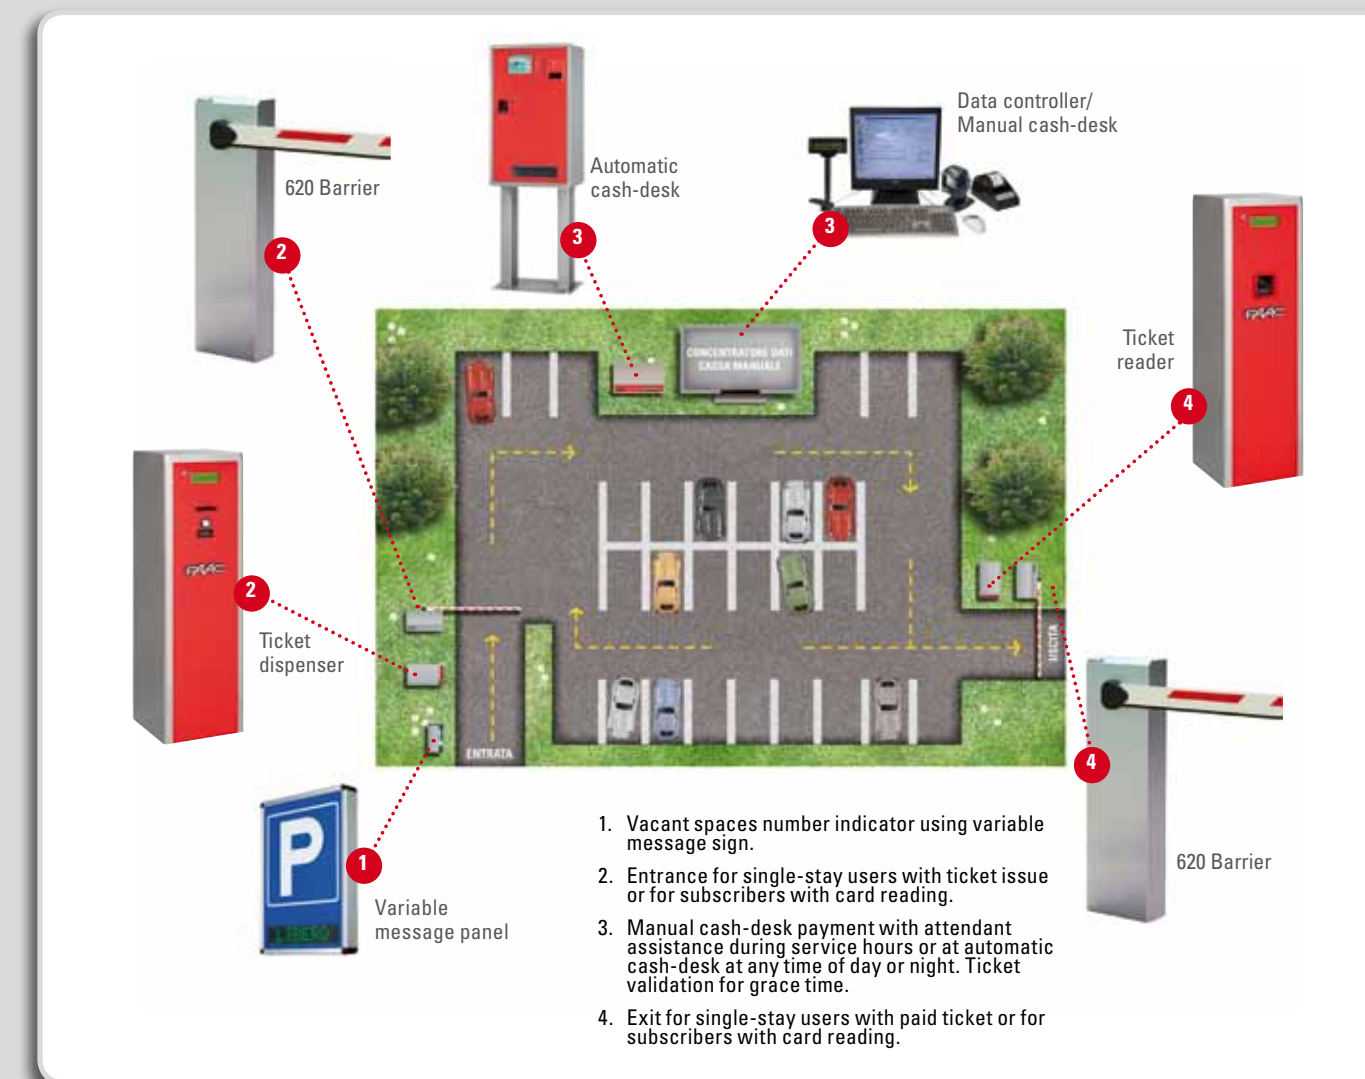 Data controller/
Manual cash-desk
Automatic
cash-desk
620 Barrier
2
3
3
Ticket
reader
4
FAAC
CONCENTRATORE DATI
CASSA MANUALE
FAAC
2
Ticket
dispenser
USCITA
ENTRATA
4
P
LIBERO
1
Variable
message panel
620 Barrier
1. Vacant spaces number indicator using variable
message sign.
2. Entrance for single-stay users with ticket issue
or for subscribers with card reading.
3. Manual cash-desk payment with attendant
assistance during service hours or at automatic
cash-desk at any time of day or night. Ticket
validation for grace time.
4. Exit for single-stay users with paid ticket or for
subscribers with card reading.